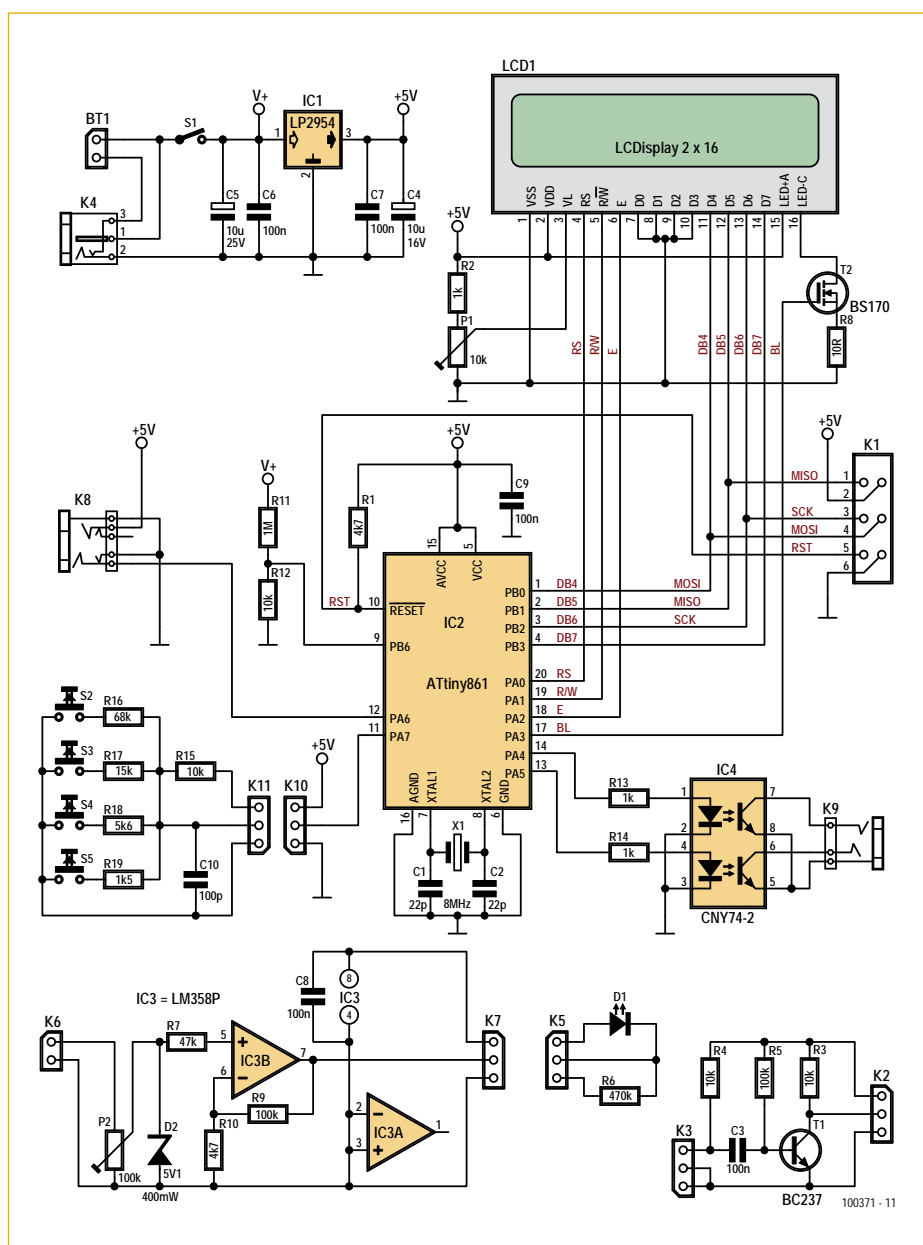 LCD1
LCDisplay 2 x 16
VSS VDD VL RS R/W E D0 D1 D2 D3 D4 D5 D6 D7 LED+A LED-C
1 2 3 4 5 6 7 8 9 10 11 12 13 14 15 16
BT1
S1
V+
IC1
LP2954
1
3
2
+5V
K4
3
1
2
C5
10u
25V
C6
100n
C7
100n
C4
10u
16V
+5V
R2
1k
P1
10k
T2
BS170
R8
10R
RS
R/W
E
DB4
DB5
DB6
DB7
BL
+5V
K8
V+
R11
1M
R12
10k
+5V
R1
4k7
C9
100n
+5V
K1
MISO
1
2
SCK
3
MOSI
4
RST
5
6
RST
10
RESET
9
PB6
12
PA6
11
PA7
15
AVCC
5
VCC
IC2
ATtiny861
PB0
1
DB4
MOSI
PB1
2
DB5
MISO
PB2
3
DB6
SCK
PB3
4
DB7
PA0
20
RS
PA1
19
R/W
PA2
18
E
PA3
17
BL
PA4
14
PA5
13
AGND
16
XTAL1
7
XTAL2
8
GND
6
X1
8MHz
C1
22p
C2
22p
S2
R16
68k
S3
R17
15k
R15
10k
S4
R18
5k6
S5
R19
1k5
C10
100p
K11
K10
+5V
R13
1k
R14
1k
IC4
1
2
4
3
7
8
6
5
CNY74-2
K9
IC3 = LM358P
K6
P2
100k
R7
47k
D2
5V1
400mW
5
6
7
IC3B
R9
100k
R10
4k7
C8
100n
8
IC3
4
2
3
1
IC3A
K7
K5
D1
R6
470k
R4
10k
R5
100k
R3
10k
K2
K3
C3
100n
T1
BC237
100371 - 11